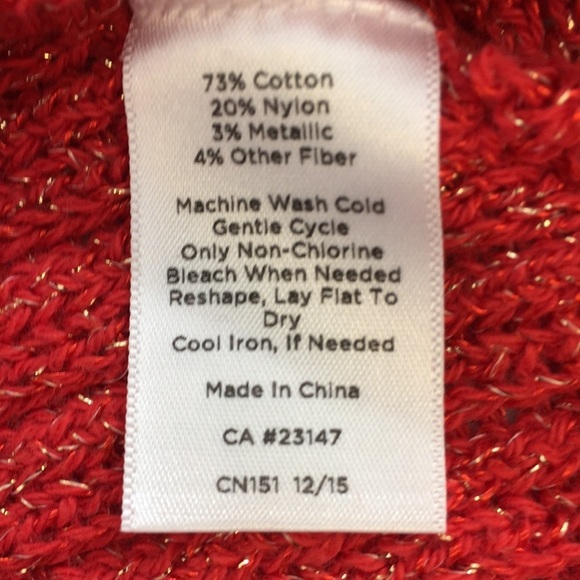 73% Cotton
20% Nylon
3% Metallic
4% Other Fiber
Machine Wash Cold
Gentle Cycle
Only Non-Chlorine
Bleach When Needed
Reshape, Lay Flat To
Dry
Cool Iron, If Needed
Made In China
CA #23147
CN151 12/15